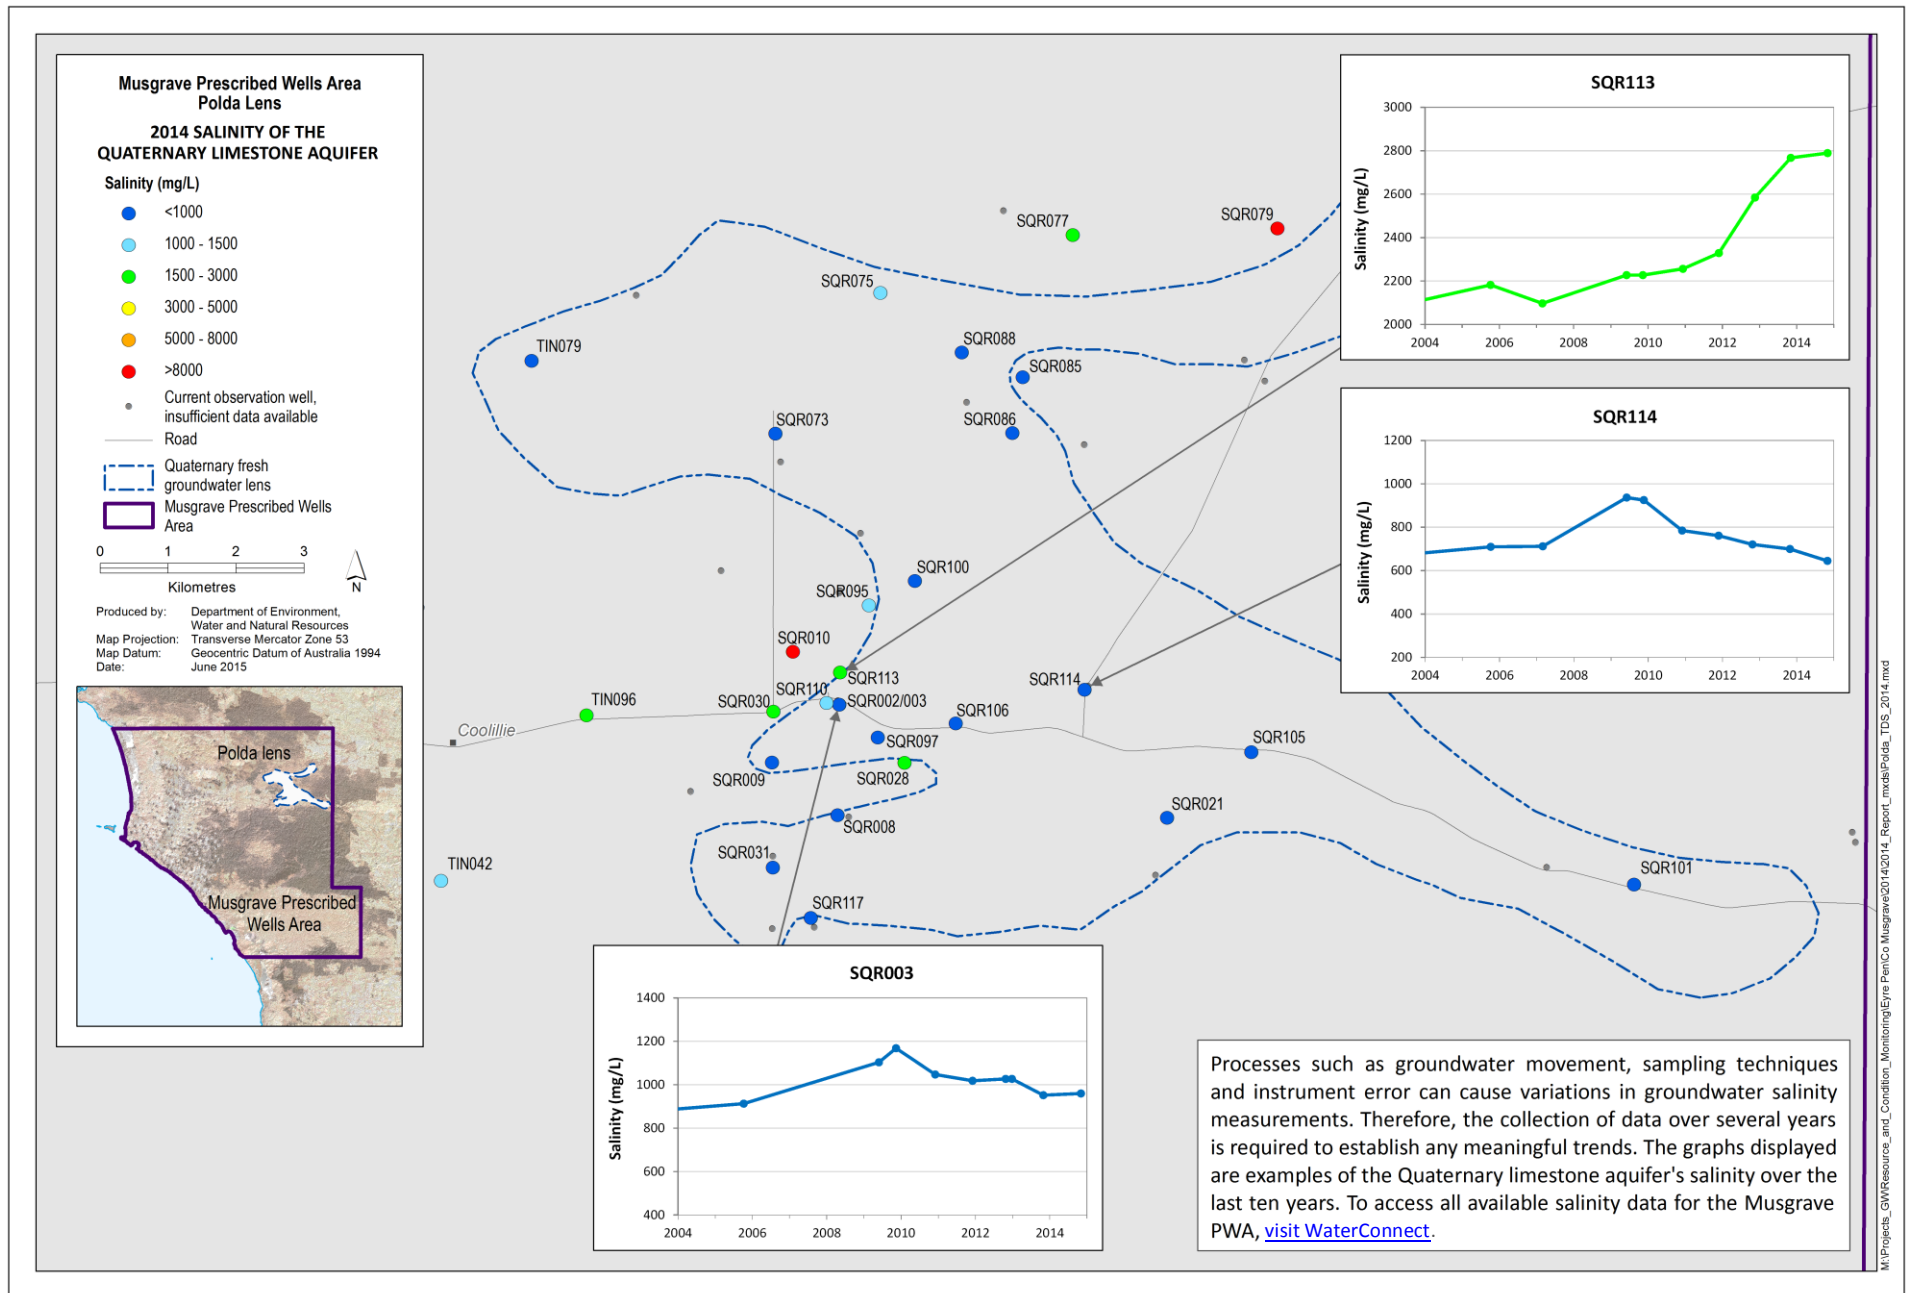 Musgrave Prescribed Wells Area
Polda Lens
2014 SALINITY OF THE
QUATERNARY LIMESTONE AQUIFER
Salinity (mg/L)
<1000
1000 - 1500
1500 - 3000
3000 - 5000
5000 - 8000
>8000
Current observation well,
insufficient data available
Road
Quaternary fresh
groundwater lens
Musgrave Prescribed Wells
Area
0 1 2 3
Kilometres
N
Produced by: Department of Environment,
Water and Natural Resources
Map Projection: Transverse Mercator Zone 53
Map Datum: Geocentric Datum of Australia 1994
Date: June 2015
Polda lens
Musgrave Prescribed
Wells Area
SQR077
SQR079
SQR075
TIN079
SQR088
SQR085
SQR073
SQR086
SQR100
SQR095
SQR010
SQR113
SQR110
SQR002/003
SQR114
TIN096
SQR030
SQR106
Coolillie
SQR097
SQR105
SQR009
SQR028
SQR021
SQR008
SQR031
TIN042
SQR101
SQR117
SQR113
Salinity (mg/L)
3000
2800
2600
2400
2200
2000
2004 2006 2008 2010 2012 2014
SQR114
Salinity (mg/L)
1200
1000
800
600
400
200
2004 2006 2008 2010 2012 2014
SQR003
Salinity (mg/L)
1400
1200
1000
800
600
400
2004 2006 2008 2010 2012 2014
Processes such as groundwater movement, sampling techniques
and instrument error can cause variations in groundwater salinity
measurements. Therefore, the collection of data over several years
is required to establish any meaningful trends. The graphs displayed
are examples of the Quaternary limestone aquifer's salinity over the
last ten years. To access all available salinity data for the Musgrave
PWA, visit WaterConnect.
M:\Projects_GW\Resource_and_Condition_Monitoring\Eyre Pen\Co Musgrave\2014\2014_Report_mxds\Polda_TDS_2014.mxd